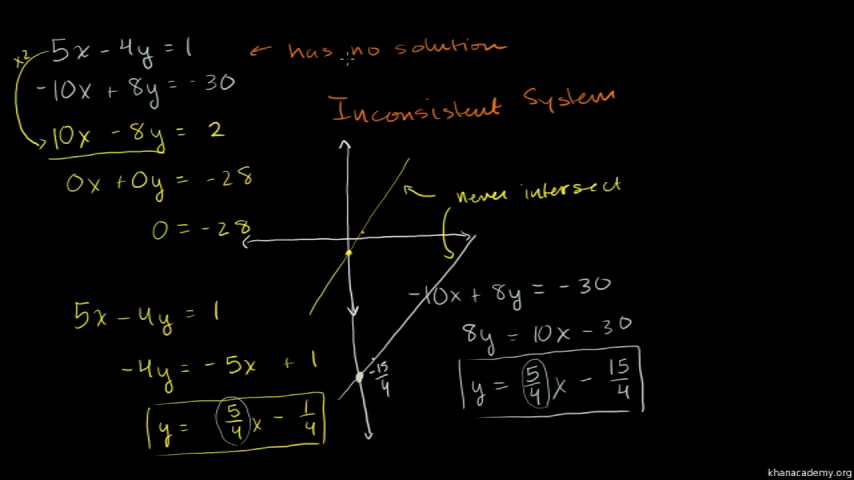 x2
5x - 4y = 1 ← has no solution
-10x + 8y = -30
Inconsistent System
10x - 8y = 2
0x + 0y = -28
never intersect
0 = -28
-10x + 8y = -30
5x - 4y = 1
8y = 10x - 30
-4y = -5x + 1
-15/4
y = 5/4 x - 15/4
y = 5/4 x - 1/4
khanacademy.org